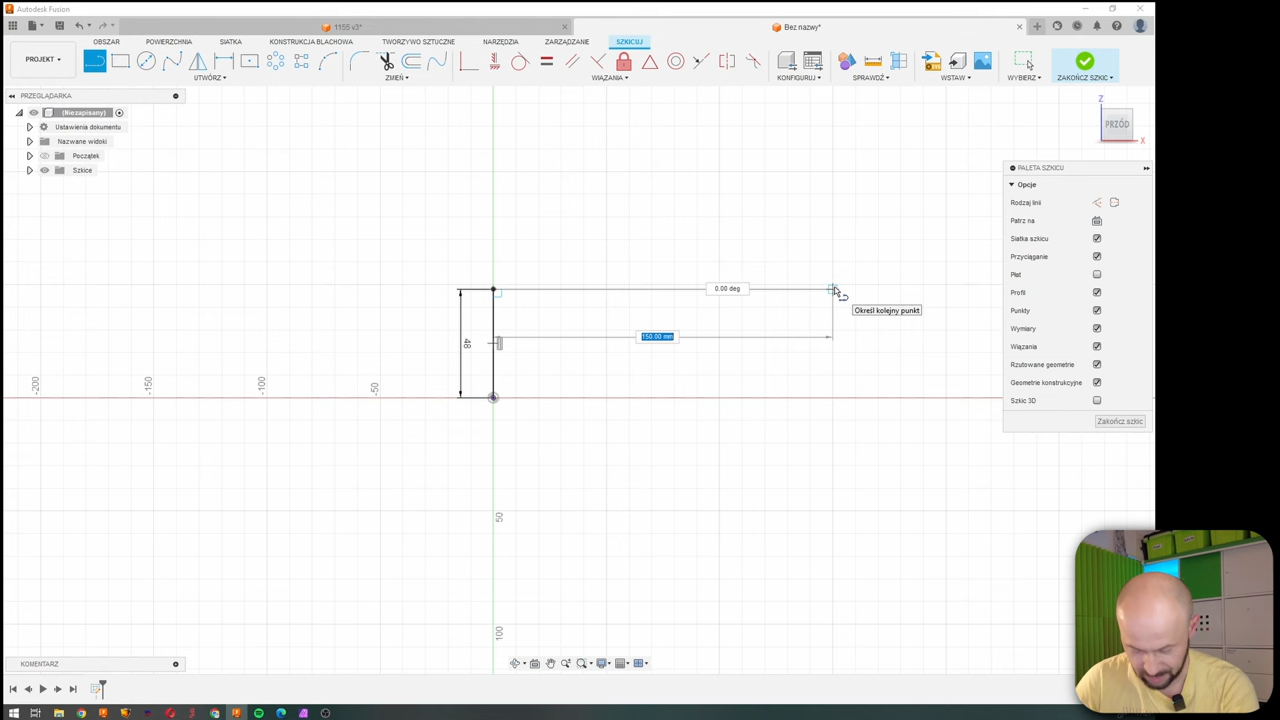 Autodesk Fusion
1155 v3*
Bez nazwy*
PROJEKT
OBSZAR
POWIERZCHNIA
SIATKA
KONSTRUKCJA BLACHOWA
TWORZYWO SZTUCZNE
NARZĘDZIA
ZARZĄDZANIE
SZKICUJ
UTWÓRZ
ZMIEŃ
WIĄZANIA
KONFIGURUJ
SPRAWDŹ
WSTAW
WYBIERZ
ZAKOŃCZ SZKIC
PRZEGLĄDARKA
(Niezapisany)
Ustawienia dokumentu
Nazwane widoki
Początek
Szkice
Z
PRZÓD
X
PALETA SZKICU
Opcje
Rodzaj linii
Patrz na
Siatka szkicu
Przyciąganie
Płat
Profil
Punkty
Wymiary
Wiązania
Rzutowane geometrie
Geometrie konstrukcyjne
Szkic 3D
Zakończ szkic
0.00 deg
Określ kolejny punkt
150.00 mm
48
-200
-150
-100
-50
50
100
KOMENTARZ